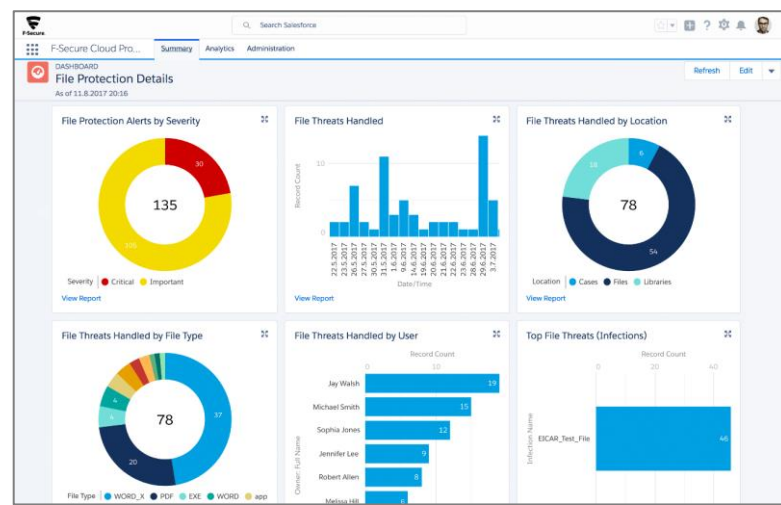 F-Secure
Search Salesforce
F-Secure Cloud Pro... Summary Analytics Administration
DASHBOARD
File Protection Details
As of 11.8.2017 20:16
Refresh Edit
File Protection Alerts by Severity
30
135
105
Severity Critical Important
View Report
File Threats Handled
Record Count
10
0
22.5.2017
23.5.2017
26.5.2017
27.5.2017
30.5.2017
31.5.2017
1.6.2017
9.6.2017
14.6.2017
19.6.2017
20.6.2017
21.6.2017
22.6.2017
23.6.2017
28.6.2017
29.6.2017
3.7.2017
Date/Time
View Report
File Threats Handled by Location
6
18
78
54
Location Cases Files Libraries
View Report
File Threats Handled by File Type
4
4
78
37
20
File Type WORD_X PDF EXE WORD app
File Threats Handled by User
Record Count
0 10
Owner: Full Name
Jay Walsh 19
Michael Smith 15
Sophia Jones 12
Jennifer Lee 9
Robert Allen 8
Melissa Hill 6
Top File Threats (Infections)
Record Count
0 20 40
Infection Name
EICAR_Test_File 46